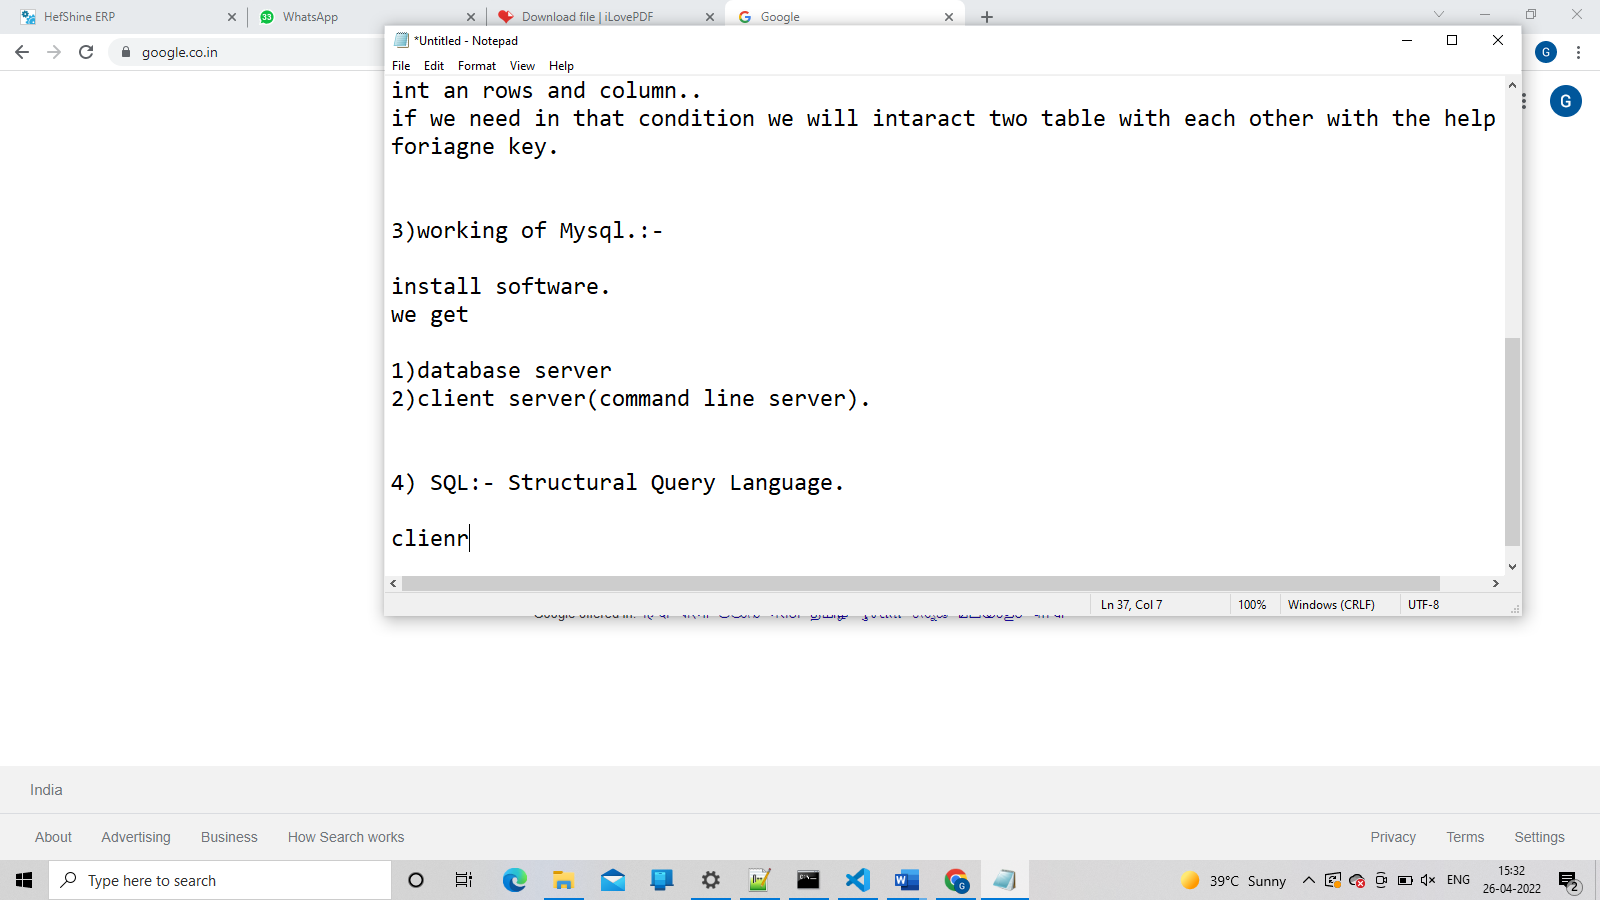 HefShine ERP
33
WhatsApp
Download file | iLovePDF
Google
google.co.in
G
*Untitled - Notepad
File Edit Format View Help
G
int an rows and column..
if we need in that condition we will intaract two table with each other with the help
foriagne key.
3)working of Mysql.:-
install software.
we get
1)database server
2)client server(command line server).
4) SQL:- Structural Query Language.
clienr
Ln 37, Col 7
100%
Windows (CRLF)
UTF-8
India
About Advertising Business How Search works
Privacy Terms Settings
Type here to search
39°C Sunny
ENG
15:32
26-04-2022
2